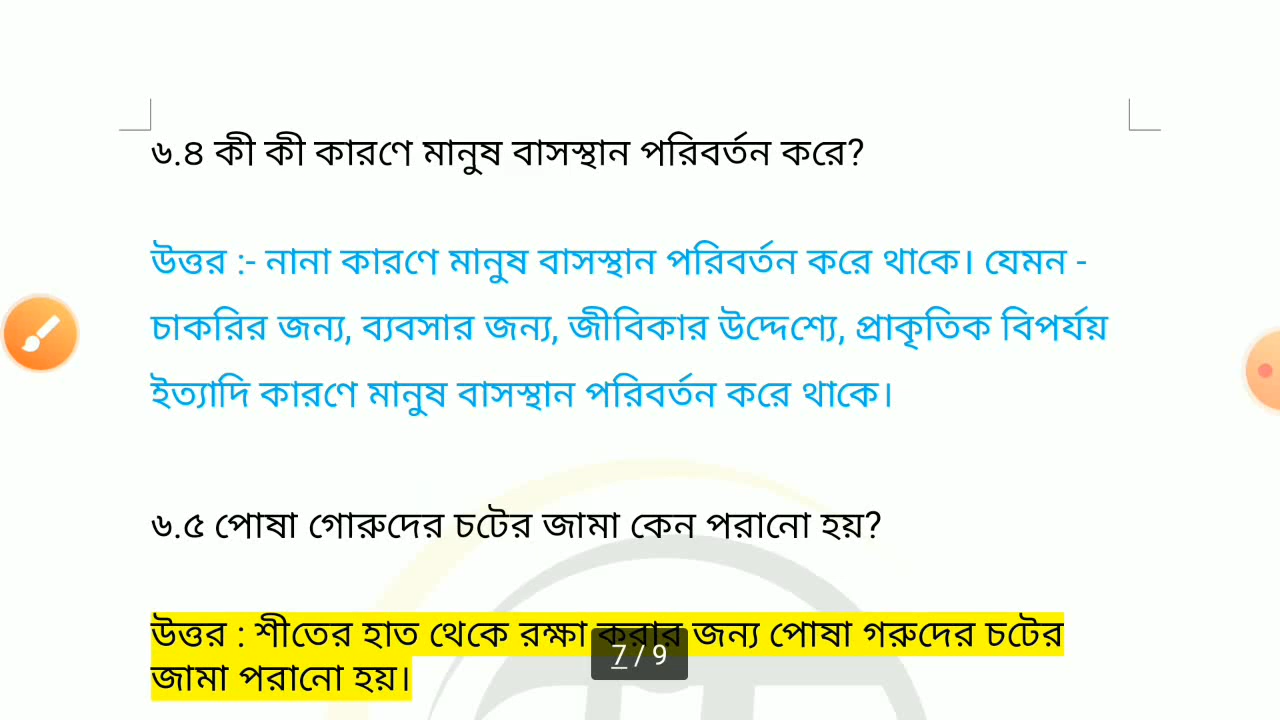 ৬.৪ কী কী কারণে মানুষ বাসস্থান পরিবর্তন করে?
উত্তর :- নানা কারণে মানুষ বাসস্থান পরিবর্তন করে থাকে। যেমন -
চাকরির জন্য, ব্যবসার জন্য, জীবিকার উদ্দেশ্যে, প্রাকৃতিক বিপর্যয়
ইত্যাদি কারণে মানুষ বাসস্থান পরিবর্তন করে থাকে।
৬.৫ পোষা গোরুদের চটের জামা কেন পরানো হয়?
উত্তর : শীতের হাত থেকে রক্ষা করার জন্য পোষা গরুদের চটের
জামা পরানো হয়।
7 / 9